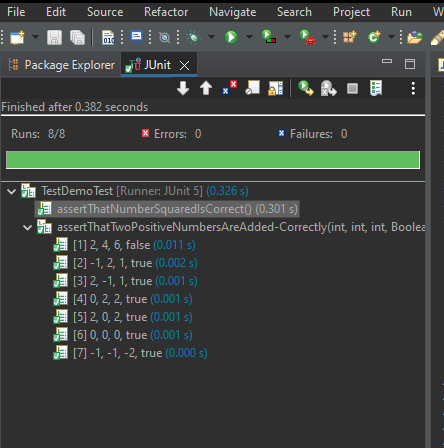 File Edit Source Refactor Navigate Search Project Run W
Package Explorer JUnit
Finished after 0.382 seconds
Runs: 8/8 Errors: 0 Failures: 0
TestDemoTest [Runner: JUnit 5] (0.326 s)
assertThatNumberSquaredIsCorrect() (0.301 s)
assertThatTwoPositiveNumbersAreAdded-Correctly(int, int, int, Boolea
[1] 2, 4, 6, false (0.011 s)
[2] -1, 2, 1, true (0.002 s)
[3] 2, -1, 1, true (0.001 s)
[4] 0, 2, 2, true (0.001 s)
[5] 2, 0, 2, true (0.001 s)
[6] 0, 0, 0, true (0.001 s)
[7] -1, -1, -2, true (0.000 s)